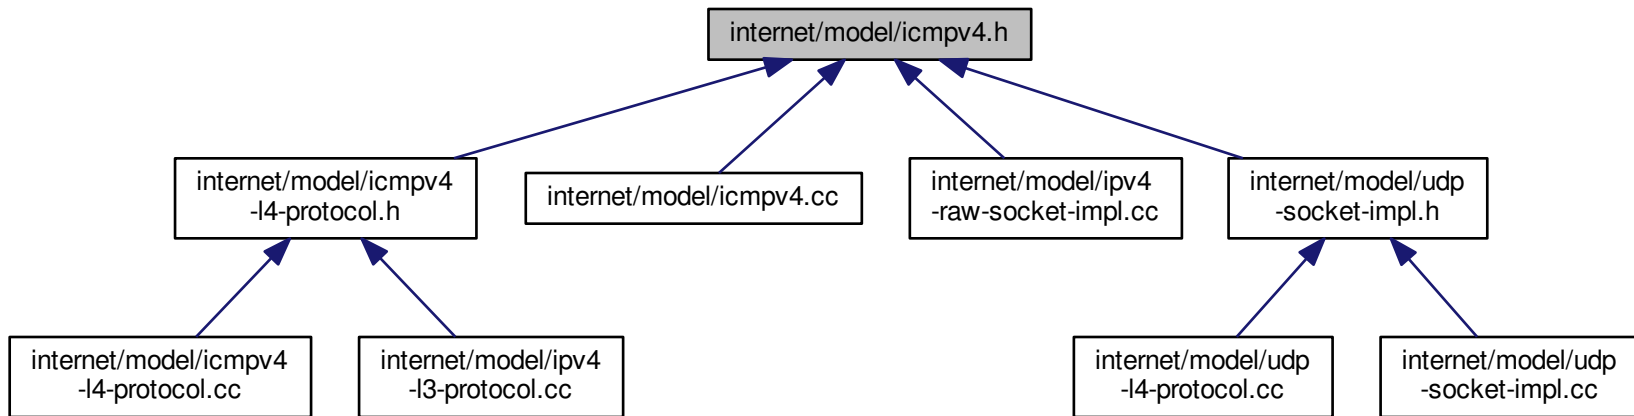 internet/model/icmpv4.h
internet/model/icmpv4
-l4-protocol.h
internet/model/icmpv4.cc
internet/model/ipv4
-raw-socket-impl.cc
internet/model/udp
-socket-impl.h
internet/model/icmpv4
-l4-protocol.cc
internet/model/ipv4
-l3-protocol.cc
internet/model/udp
-l4-protocol.cc
internet/model/udp
-socket-impl.cc